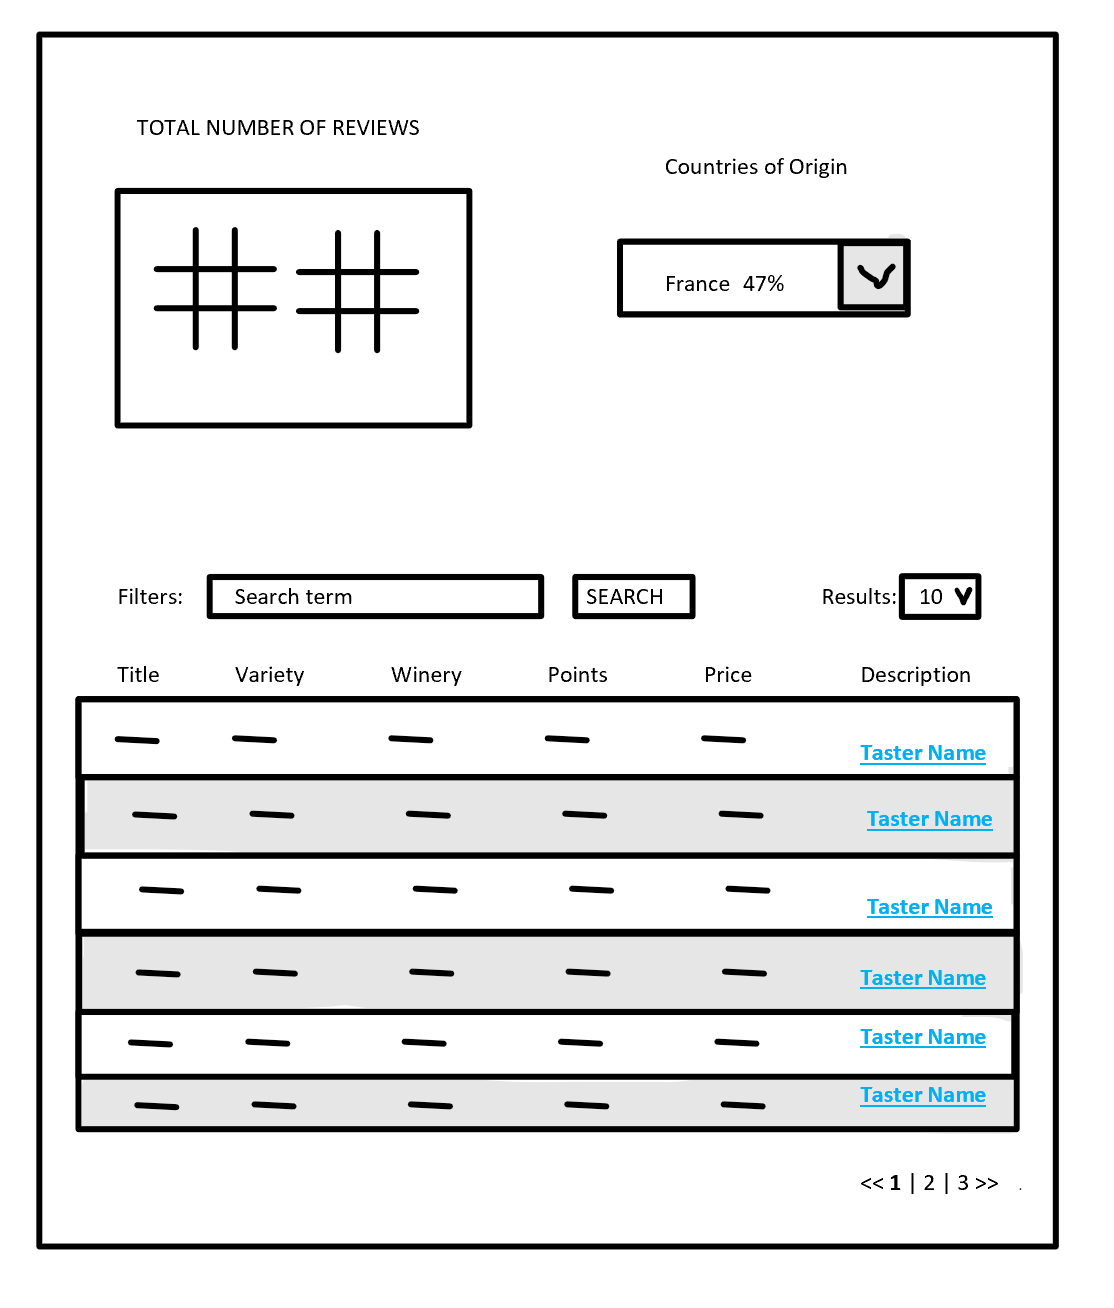 TOTAL NUMBER OF REVIEWS
Countries of Origin
##
France 47%
Filters: Search term SEARCH Results: 10
Title Variety Winery Points Price Description
Taster Name
Taster Name
Taster Name
Taster Name
Taster Name
Taster Name
<< 1 | 2 | 3 >>